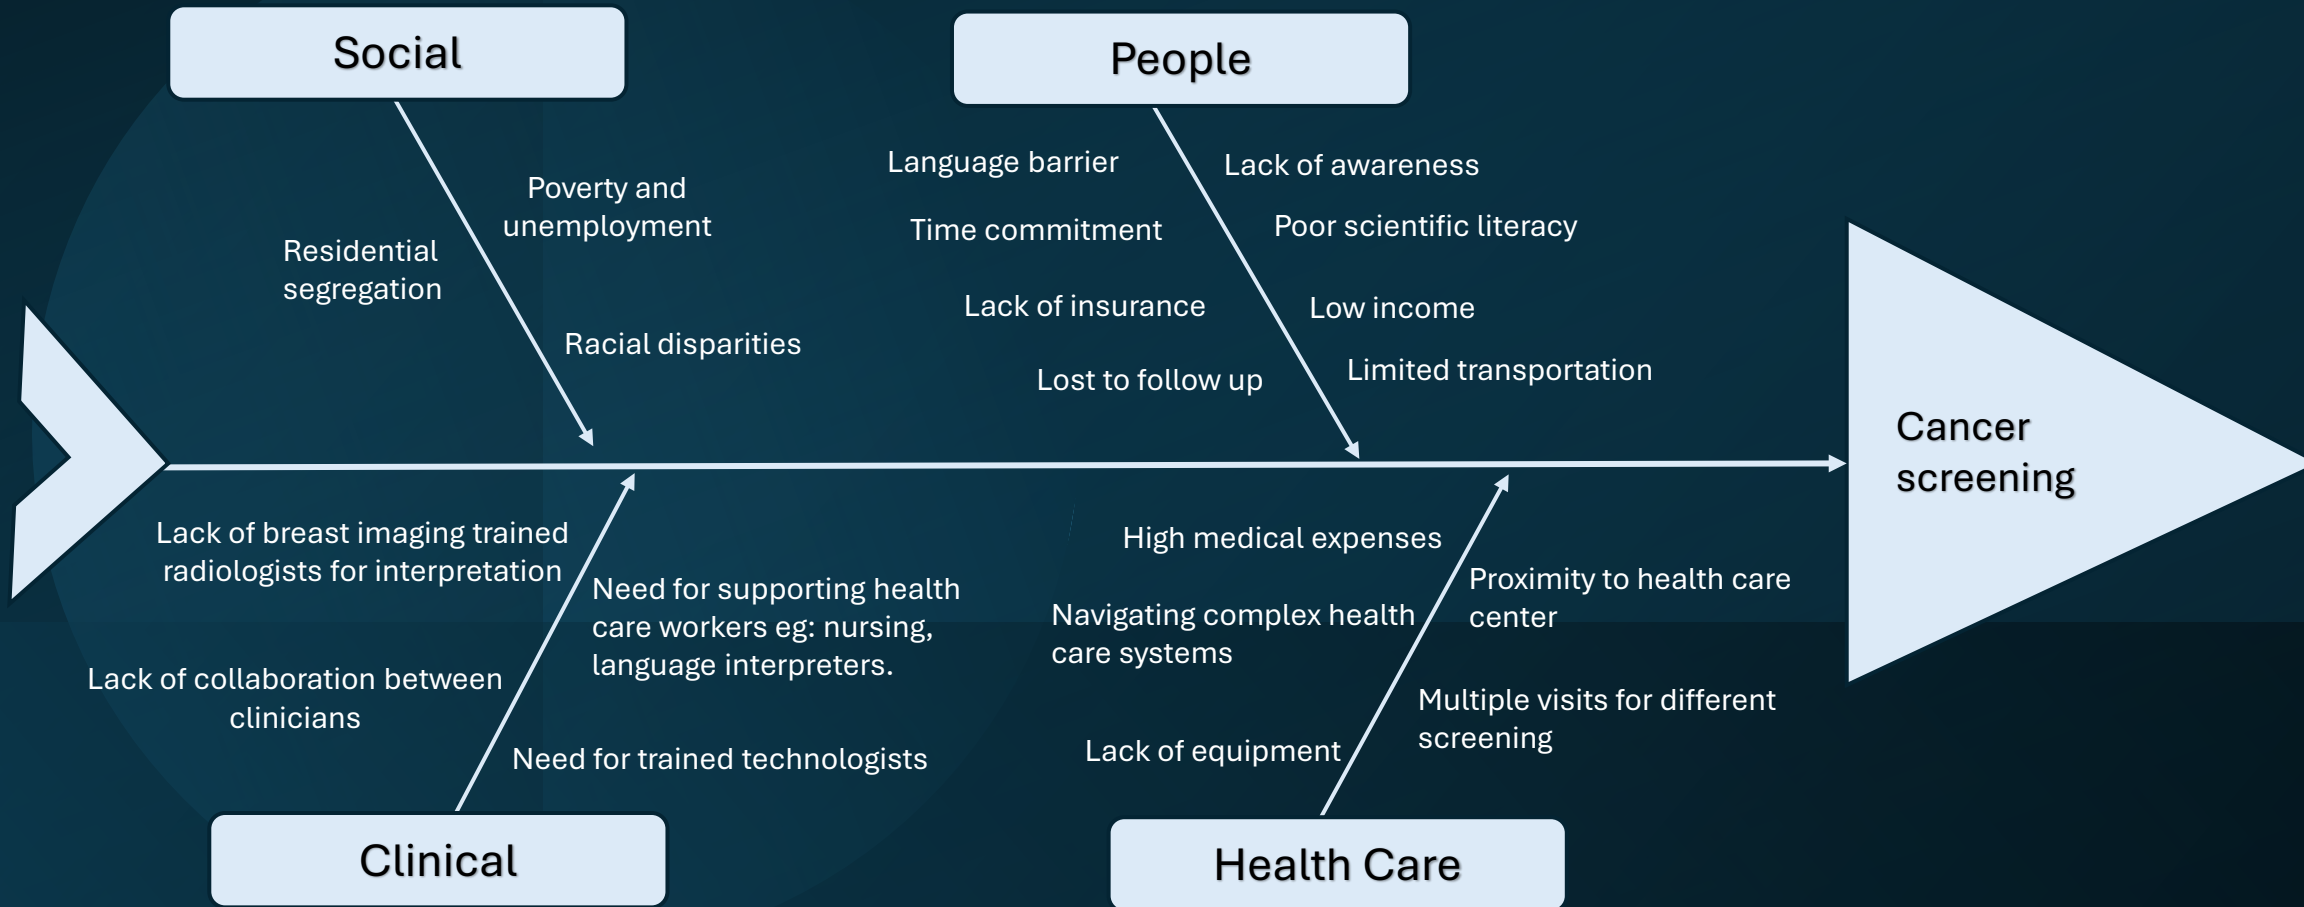 Social
People
Language barrier
Lack of awareness
Poverty and
unemployment
Time commitment
Poor scientific literacy
Residential
segregation
Lack of insurance
Low income
Racial disparities
Lost to follow up
Limited transportation
Cancer
screening
Lack of breast imaging trained
radiologists for interpretation
Need for supporting health
care workers eg: nursing,
language interpreters.
Lack of collaboration between
clinicians
Need for trained technologists
High medical expenses
Proximity to health care
center
Navigating complex health
care systems
Multiple visits for different
screening
Lack of equipment
Clinical
Health Care